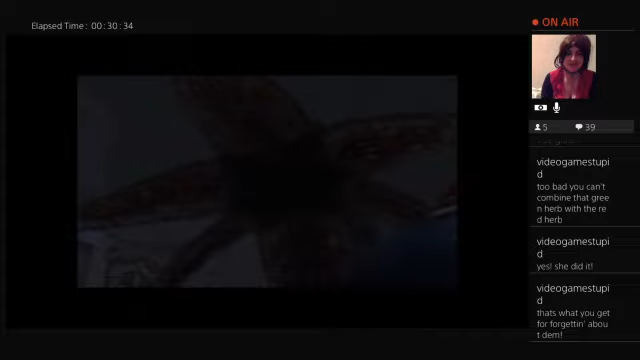 Elapsed Time : 00 : 30 : 34
ON AIR
5
39
videogamestupi
d
too bad you can't
combine that gree
n herb with the re
d herb
videogamestupi
d
yes! she did it!
videogamestupi
d
thats what you get
for forgettin' abou
t dem!